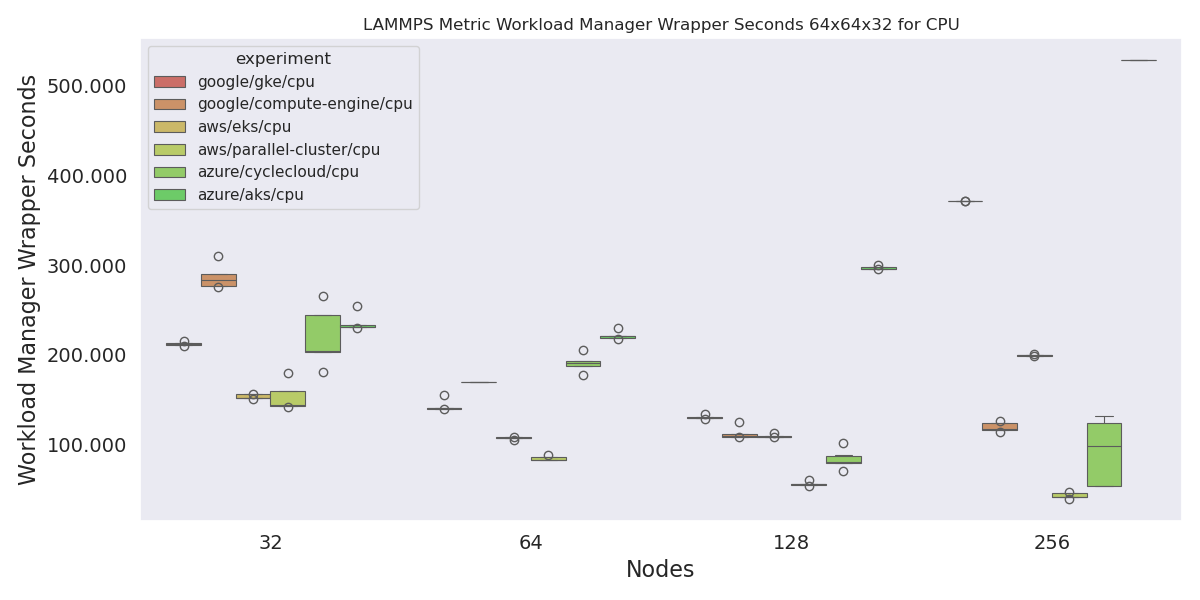 LAMMPS Metric Workload Manager Wrapper Seconds 64x64x32 for CPU
Workload Manager Wrapper Seconds
500.000
400.000
300.000
200.000
100.000
experiment
google/gke/cpu
google/compute-engine/cpu
aws/eks/cpu
aws/parallel-cluster/cpu
azure/cyclecloud/cpu
azure/aks/cpu
32
64
128
256
Nodes